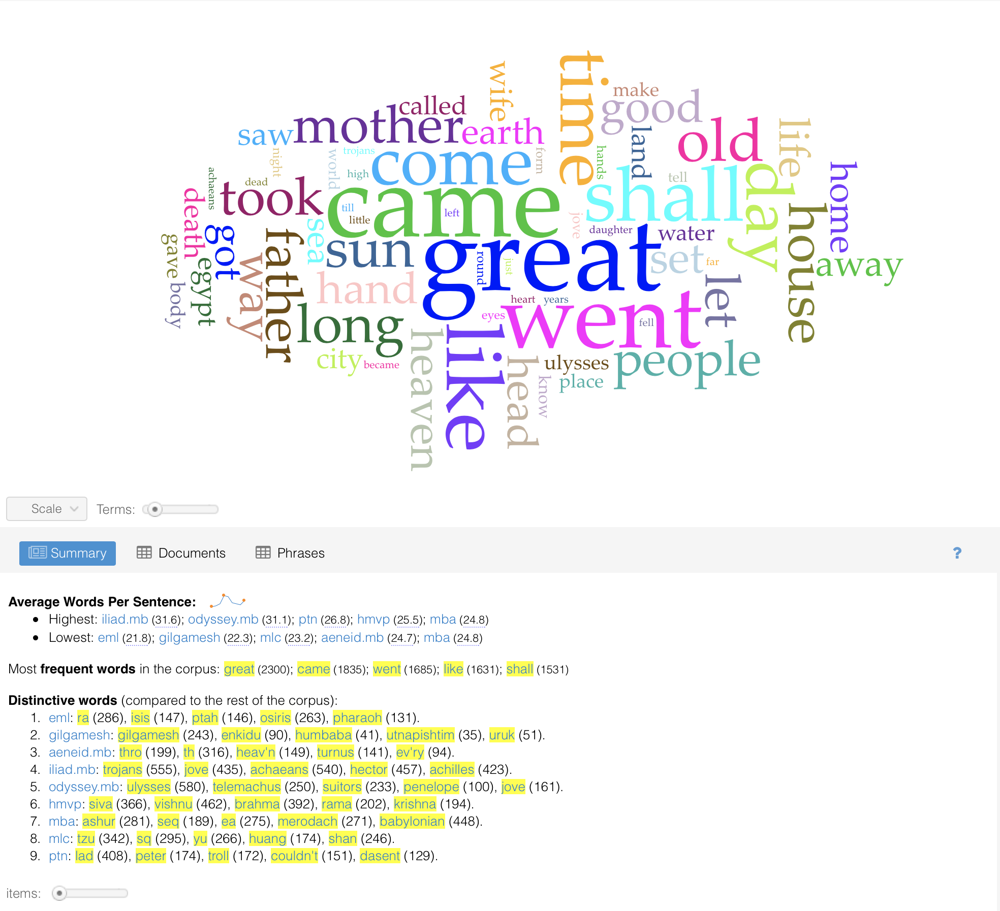 wife
time
make
called
good
mother
earth
saw
land
old
life
night
world
trojans
come
form
hands
home
achaeans
dead
high
shall
tell
day
took
came
death
till
little
left
jove
house
got
sea
daughter
water
gave
father
sun
great
set
far
away
egypt
way
round
just
let
body
hand
heart
years
long
eyes
went
fell
heaven
like
head
people
city
became
ulysses
place
know
Scale Terms:
Summary Documents Phrases ?
Average Words Per Sentence:
• Highest: iliad.mb (31.6); odyssey.mb (31.1); ptn (26.8); hmvp (25.5); mba (24.8)
• Lowest: eml (21.8); gilgamesh (22.3); mlc (23.2); aeneid.mb (24.7); mba (24.8)
Most frequent words in the corpus: great (2300); came (1835); went (1685); like (1631); shall (1531)
Distinctive words (compared to the rest of the corpus):
1. eml: ra (286), isis (147), ptah (146), osiris (263), pharaoh (131).
2. gilgamesh: gilgamesh (243), enkidu (90), humbaba (41), utnapishtim (35), uruk (51).
3. aeneid.mb: thro (199), th (316), heav'n (149), turnus (141), ev'ry (94).
4. iliad.mb: trojans (555), jove (435), achaeans (540), hector (457), achilles (423).
5. odyssey.mb: ulysses (580), telemachus (250), suitors (233), penelope (100), jove (161).
6. hmvp: siva (366), vishnu (462), brahma (392), rama (202), krishna (194).
7. mba: ashur (281), seq (189), ea (275), merodach (271), babylonian (448).
8. mlc: tzu (342), sq (295), yu (266), huang (174), shan (246).
9. ptn: lad (408), peter (174), troll (172), couldn't (151), dasent (129).
items: